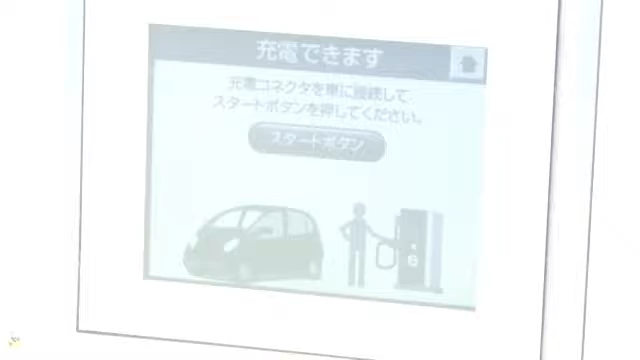 充電できます
充電コネクタを車に接続して
スタートボタンを押してください。
スタートボタン